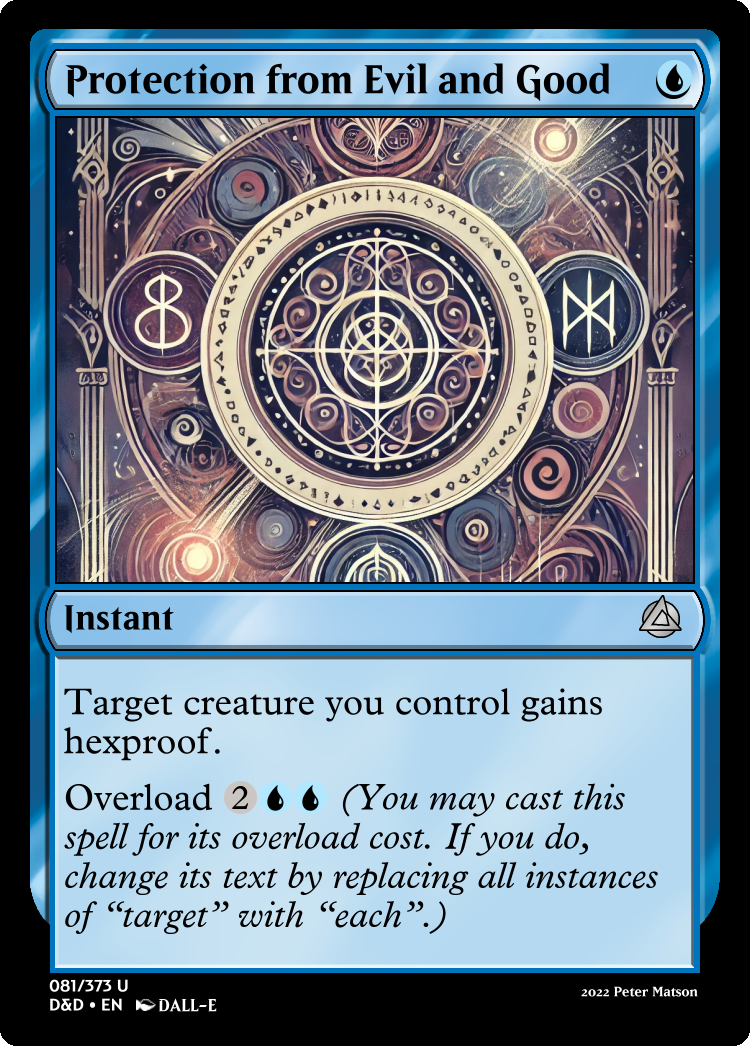 Protection from Evil and Good
Instant
Target creature you control gains
hexproof.
Overload 2 (You may cast this
spell for its overload cost. If you do,
change its text by replacing all instances
of “target” with “each”.)
081/373 U
D&D • EN DALL-E
2022 Peter Matson